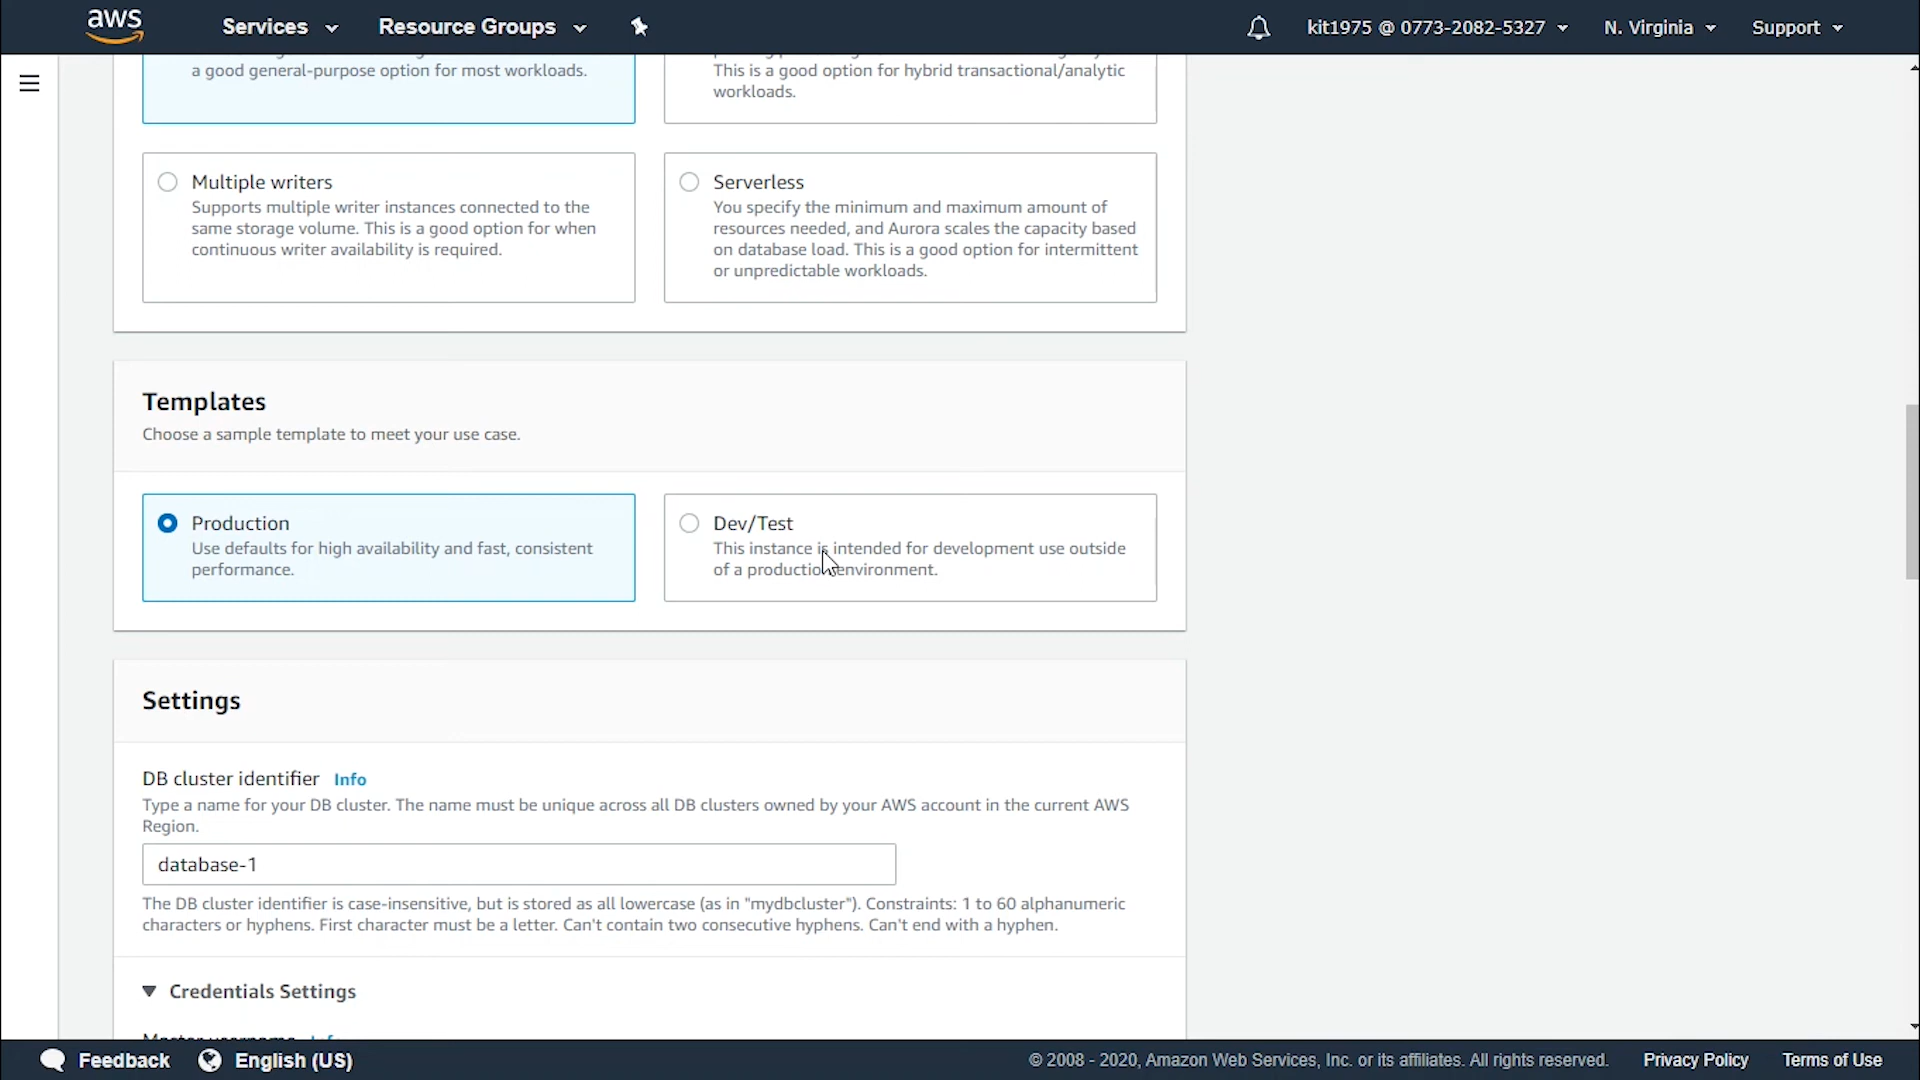 aws Services Resource Groups kit1975 @ 0773-2082-5327 N. Virginia Support
a good general-purpose option for most workloads.
This is a good option for hybrid transactional/analytic
workloads.
Multiple writers
Supports multiple writer instances connected to the
same storage volume. This is a good option for when
continuous writer availability is required.
Serverless
You specify the minimum and maximum amount of
resources needed, and Aurora scales the capacity based
on database load. This is a good option for intermittent
or unpredictable workloads.
Templates
Choose a sample template to meet your use case.
Production
Use defaults for high availability and fast, consistent
performance.
Dev/Test
This instance is intended for development use outside
of a production environment.
Settings
DB cluster identifier Info
Type a name for your DB cluster. The name must be unique across all DB clusters owned by your AWS account in the current AWS
Region.
database-1
The DB cluster identifier is case-insensitive, but is stored as all lowercase (as in "mydbcluster"). Constraints: 1 to 60 alphanumeric
characters or hyphens. First character must be a letter. Can't contain two consecutive hyphens. Can't end with a hyphen.
Credentials Settings
Feedback English (US) © 2008 - 2020, Amazon Web Services, Inc. or its affiliates. All rights reserved. Privacy Policy Terms of Use